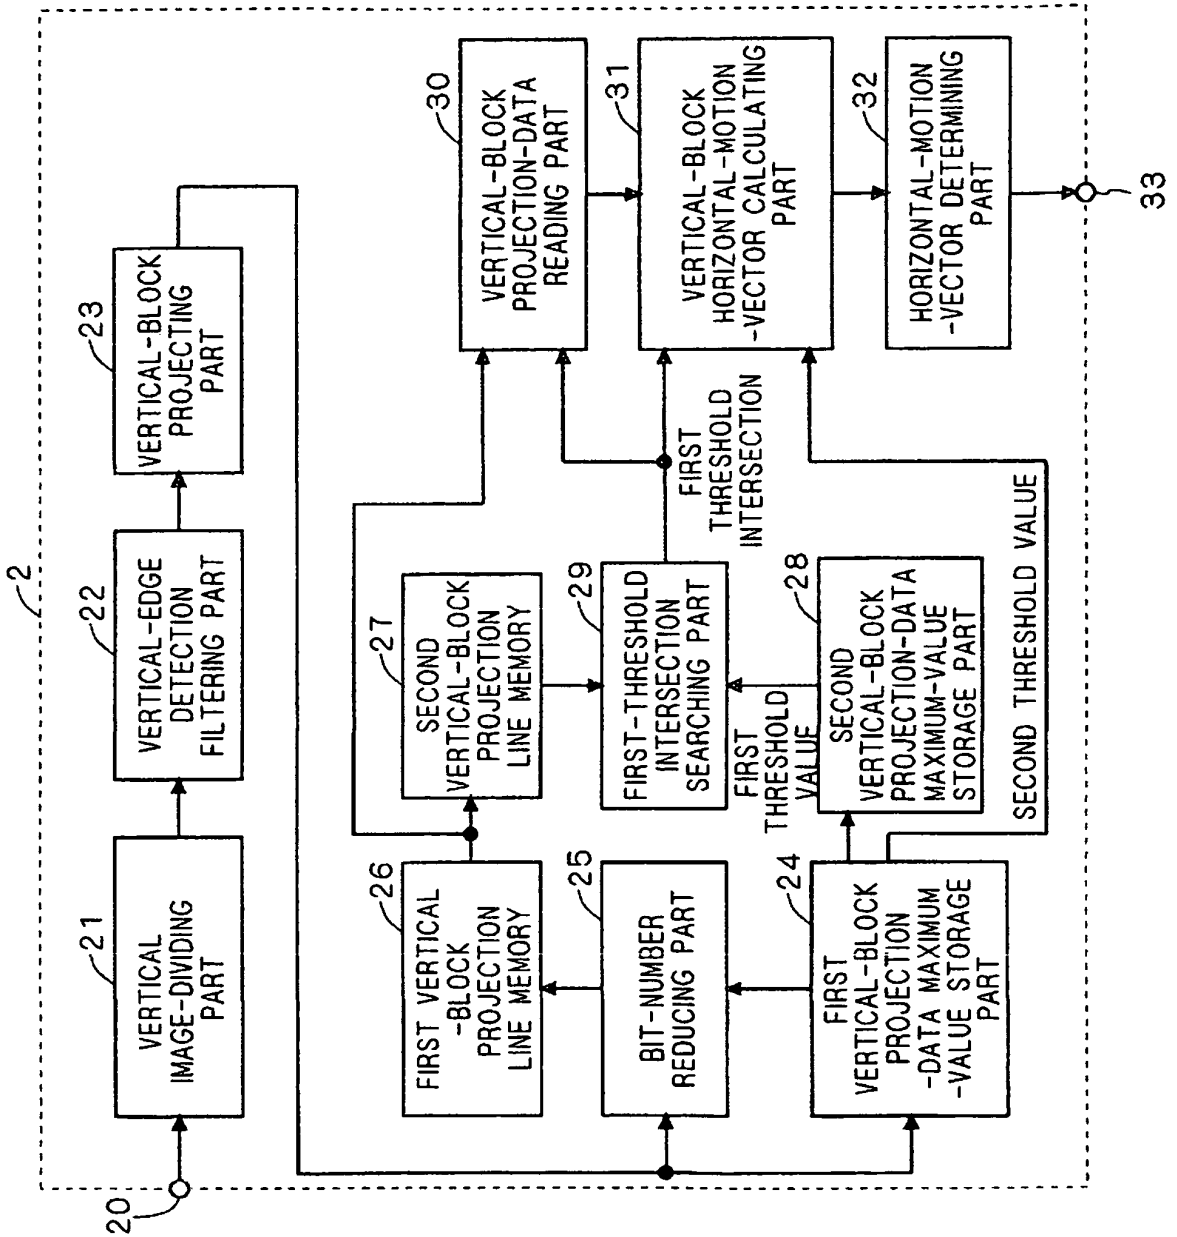 2
20
21
VERTICAL
IMAGE-DIVIDING
PART
22
VERTICAL-EDGE
DETECTION
FILTERING PART
23
VERTICAL-BLOCK
PROJECTING
PART
26
FIRST VERTICAL
-BLOCK
PROJECTION
LINE MEMORY
27
SECOND
VERTICAL-BLOCK
PROJECTION
LINE MEMORY
30
VERTICAL-BLOCK
PROJECTION-DATA
READING PART
25
BIT-NUMBER
REDUCING PART
29
FIRST-THRESHOLD
INTERSECTION
SEARCHING PART
FIRST
THRESHOLD
INTERSECTION
31
VERTICAL-BLOCK
HORIZONTAL-MOTION
-VECTOR CALCULATING
PART
FIRST
THRESHOLD
VALUE
24
FIRST
VERTICAL-BLOCK
PROJECTION
-DATA MAXIMUM
-VALUE STORAGE
PART
28
SECOND
VERTICAL-BLOCK
PROJECTION-DATA
MAXIMUM-VALUE
STORAGE PART
SECOND THRESHOLD VALUE
32
HORIZONTAL-MOTION
-VECTOR DETERMINING
PART
33